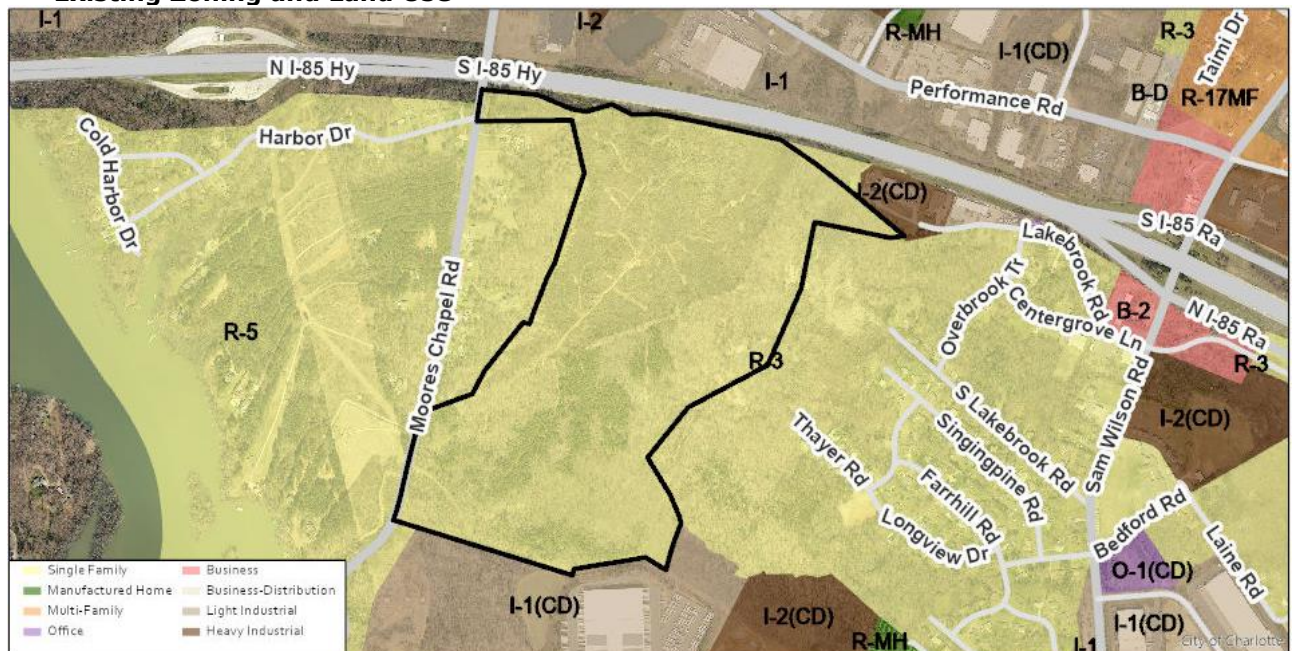 Existing Zoning and Land Use
I-1
I-2
R-MH
I-1(CD)
R-3
Taimi Dr
N I-85 Hy
S I-85 Hy
I-1
Performance Rd
B-D
R-17MF
Cold Harbor Dr
Harbor Dr
I-2(CD)
S I-85 Ra
Lakebrook Rd
Overbrook Tr
Centergrove Ln
B-2
N I-85 Ra
R-5
Moores Chapel Rd
R-3
R-3
S Lakebrook Rd
Sam Wilson Rd
I-2(CD)
Thayer Rd
Singingpine Rd
Farrhill Rd
Longview Dr
Bedford Rd
Laine Rd
O-1(CD)
I-1(CD)
I-2(CD)
R-MH
I-1
I-1(CD)
Single Family
Manufactured Home
Multi-Family
Office
Business
Business-Distribution
Light Industrial
Heavy Industrial
City of Charlotte